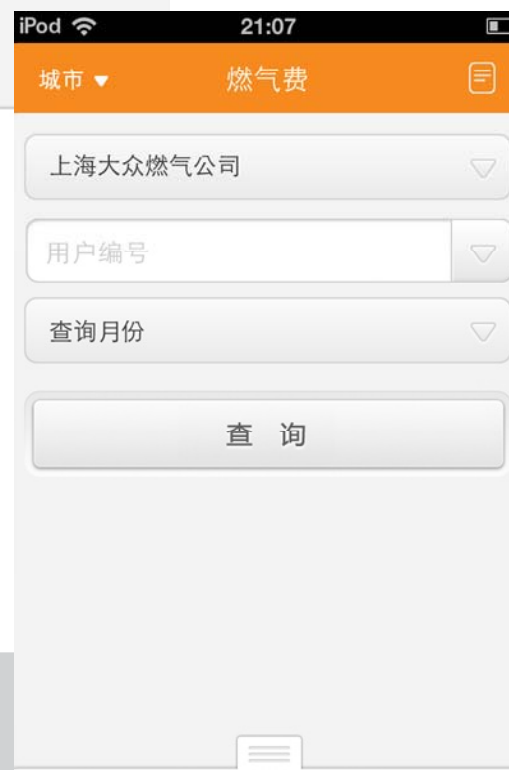 iPod 21:07
城市 燃气费
上海大众燃气公司
用户编号
查询月份
查 询